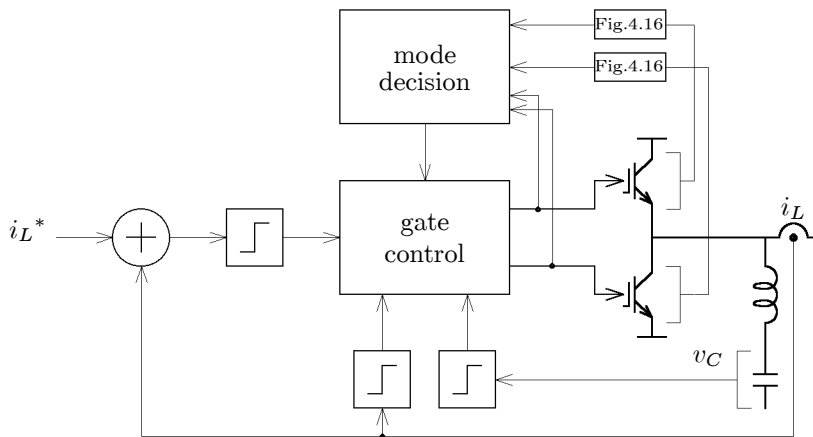 Fig.4.16
mode
decision
Fig.4.16
i_L*
+
gate
control
i_L
v_C